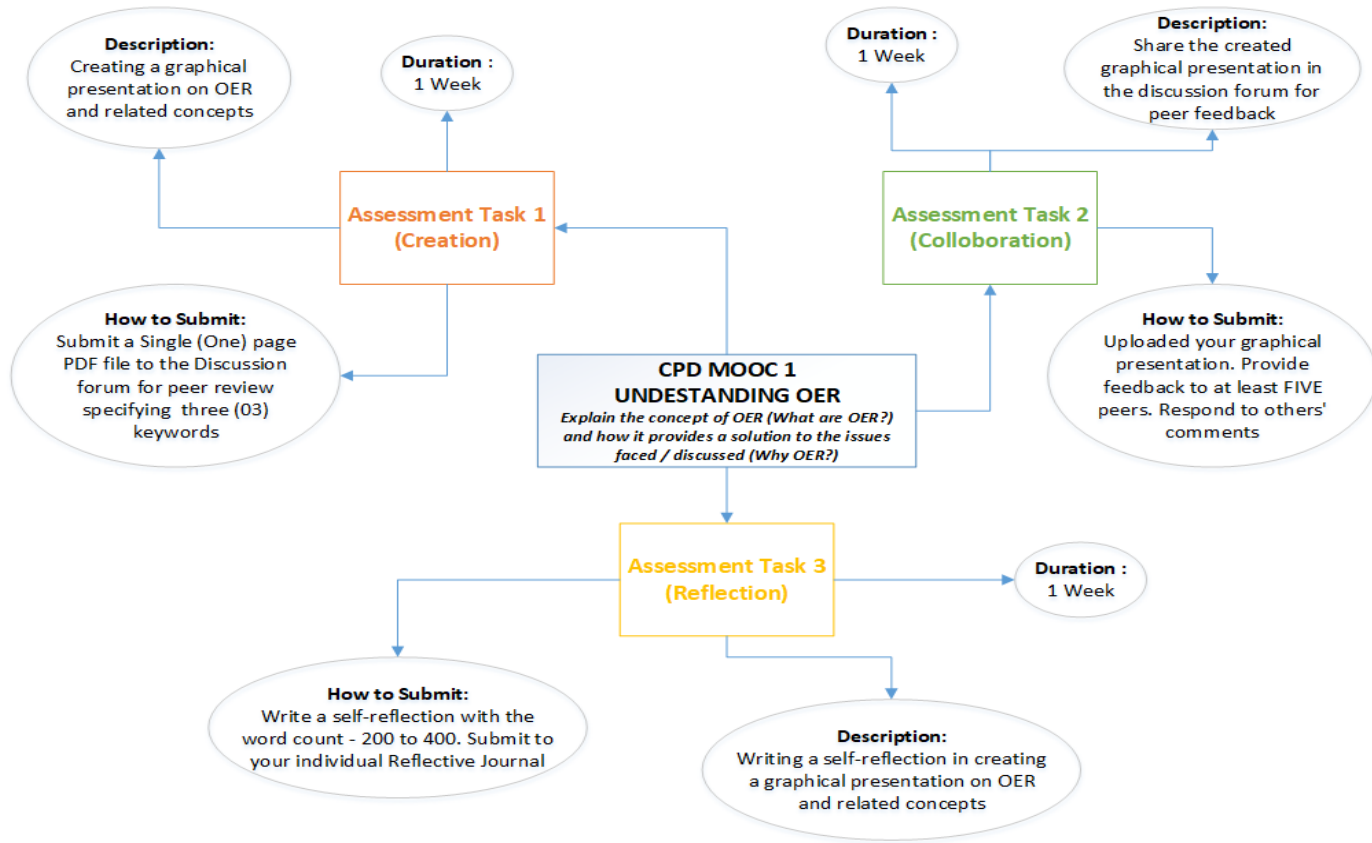 Description:
Creating a graphical
presentation on OER
and related concepts
Duration :
1 Week
Assessment Task 1
(Creation)
How to Submit:
Submit a Single (One) page
PDF file to the Discussion
forum for peer review
specifying three (03)
keywords
Duration :
1 Week
Description:
Share the created
graphical presentation in
the discussion forum for
peer feedback
Assessment Task 2
(Colloboration)
How to Submit:
Uploaded your graphical
presentation. Provide
feedback to at least FIVE
peers. Respond to others'
comments
CPD MOOC 1
UNDESTANDING OER
Explain the concept of OER (What are OER?)
and how it provides a solution to the issues
faced / discussed (Why OER?)
Assessment Task 3
(Reflection)
Duration :
1 Week
How to Submit:
Write a self-reflection with the
word count - 200 to 400. Submit to
your individual Reflective Journal
Description:
Writing a self-reflection in creating
a graphical presentation on OER
and related concepts